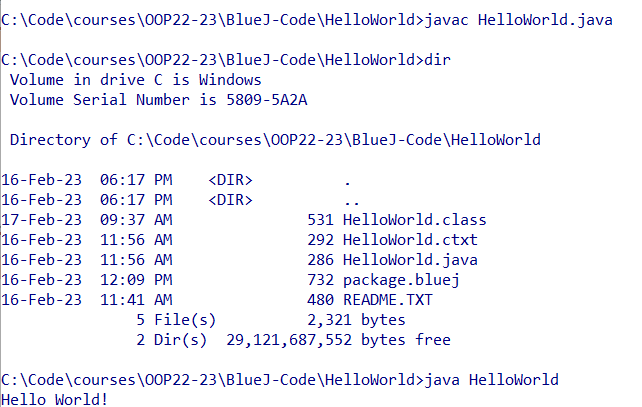 C:\Code\courses\OOP22-23\BlueJ-Code\HelloWorld>javac HelloWorld.java
C:\Code\courses\OOP22-23\BlueJ-Code\HelloWorld>dir
 Volume in drive C is Windows
 Volume Serial Number is 5809-5A2A
 Directory of C:\Code\courses\OOP22-23\BlueJ-Code\HelloWorld
16-Feb-23  06:17 PM    <DIR>          .
16-Feb-23  06:17 PM    <DIR>          ..
17-Feb-23  09:37 AM               531 HelloWorld.class
16-Feb-23  11:56 AM               292 HelloWorld.ctxt
16-Feb-23  11:56 AM               286 HelloWorld.java
16-Feb-23  12:09 PM               732 package.bluej
16-Feb-23  11:41 AM               480 README.TXT
               5 File(s)          2,321 bytes
               2 Dir(s)  29,121,687,552 bytes free
C:\Code\courses\OOP22-23\BlueJ-Code\HelloWorld>java HelloWorld
Hello World!